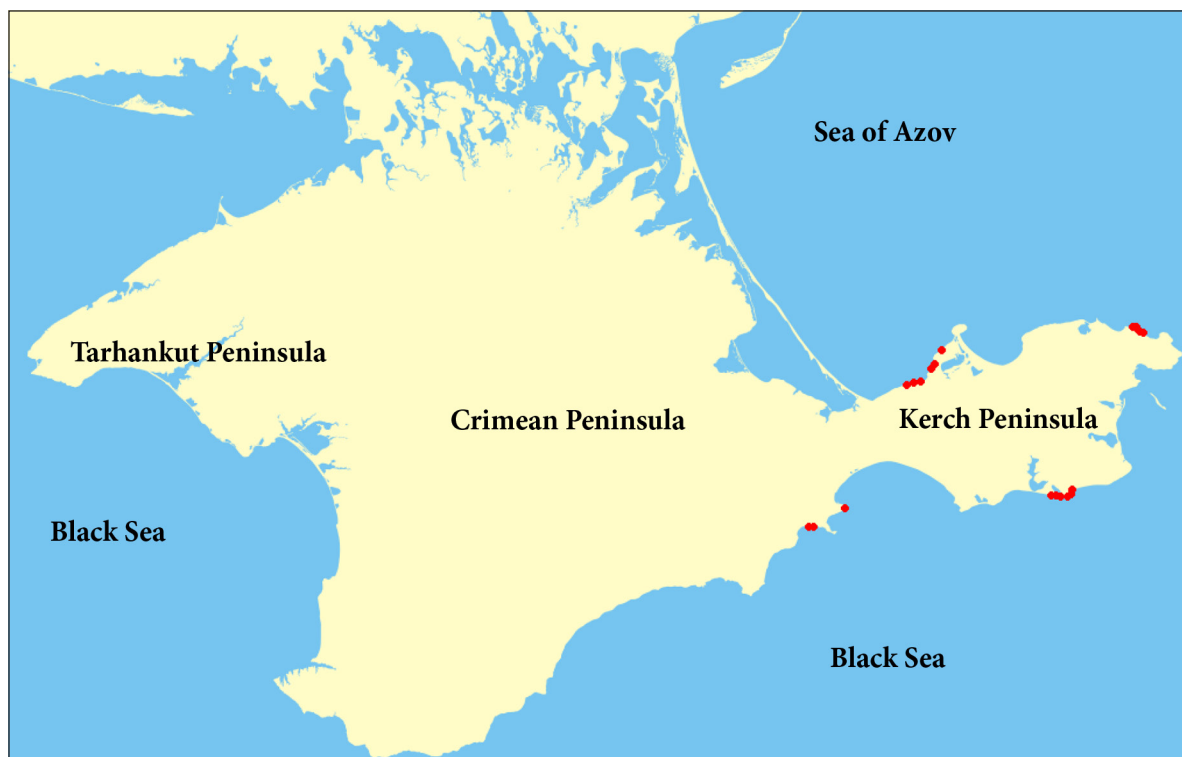 Sea of Azov
Tarhankut Peninsula
Crimean Peninsula
Kerch Peninsula
Black Sea
Black Sea